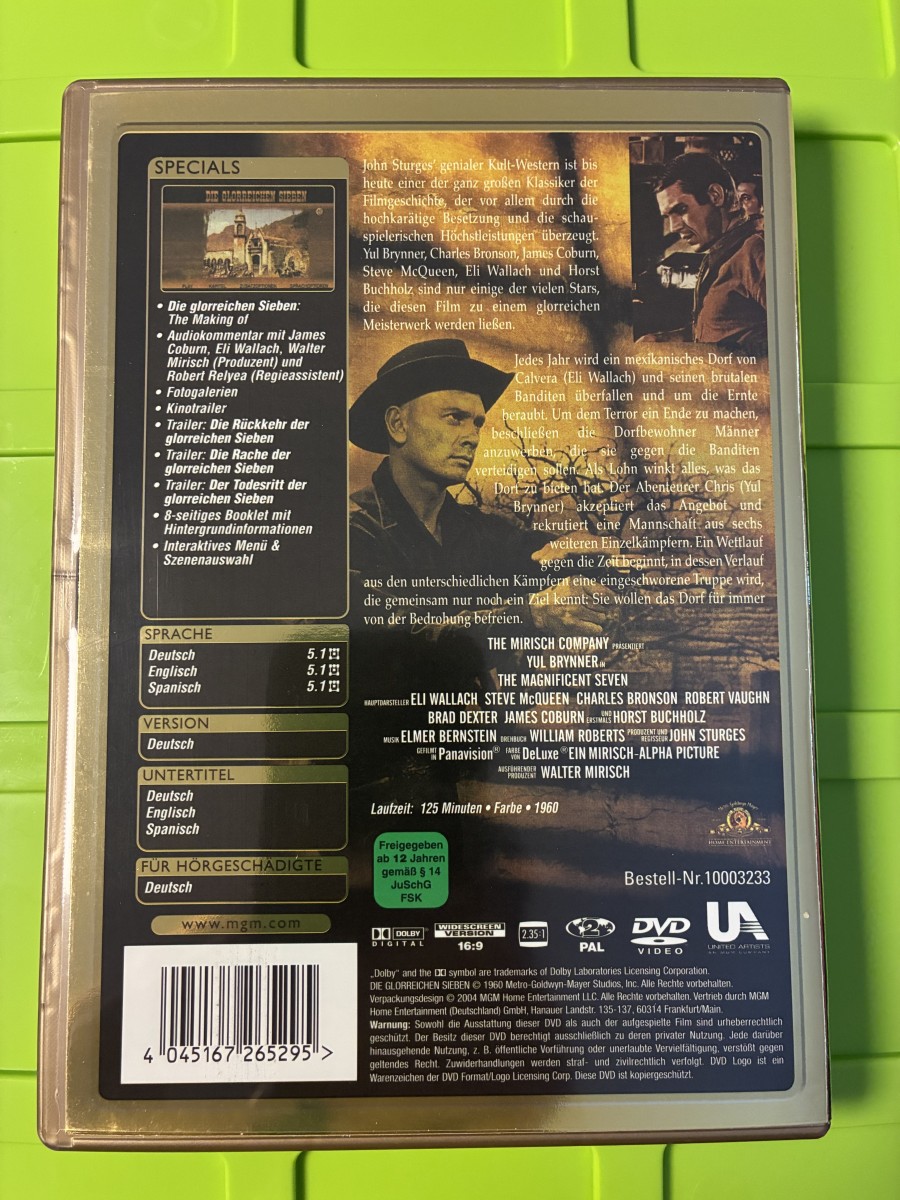 SPECIALS
DIE GLORREICHEN SIEBEN
• Die glorreichen Sieben:
The Making of
• Audiokommentar mit James
Coburn, Eli Wallach, Walter
Mirisch (Produzent) und
Robert Relyea (Regieassistent)
• Fotogalerien
• Kinotrailer
• Trailer: Die Rückkehr der
glorreichen Sieben
• Trailer: Die Rache der
glorreichen Sieben
• Trailer: Der Todesritt der
glorreichen Sieben
• 8-seitiges Booklet mit
Hintergrundinformationen
• Interaktives Menü &
Szenenauswahl
SPRACHE
Deutsch 5.1
Englisch 5.1
Spanisch 5.1
VERSION
Deutsch
UNTERTITEL
Deutsch
Englisch
Spanisch
FÜR HÖRGESCHÄDIGTE
Deutsch
www.mgm.com
4 045167 265295 >
John Sturges' genialer Kult-Western ist bis
heute einer der ganz großen Klassiker der
Filmgeschichte, der vor allem durch die
hochkarätige Besetzung und die schau-
spielerischen Höchstleistungen überzeugt.
Yul Brynner, Charles Bronson, James Coburn,
Steve McQueen, Eli Wallach und Horst
Buchholz sind nur einige der vielen Stars,
die diesen Film zu einem glorreichen
Meisterwerk werden ließen.
Jedes Jahr wird ein mexikanisches Dorf von
Calvera (Eli Wallach) und seinen brutalen
Banditen überfallen und um die Ernte
beraubt. Um dem Terror ein Ende zu machen,
beschließen die Dorfbewohner Männer
anzuwerben, die sie gegen die Banditen
verteidigen sollen. Als Lohn winkt alles, was das
Dorf zu bieten hat. Der Abenteurer Chris (Yul
Brynner) akzeptiert das Angebot und
rekrutiert eine Mannschaft aus sechs
weiteren Einzelkämpfern. Ein Wettlauf
gegen die Zeit beginnt, in dessen Verlauf
aus den unterschiedlichen Kämpfern eine eingeschworene Truppe wird,
die gemeinsam nur noch ein Ziel kennt: Sie wollen das Dorf für immer
von der Bedrohung befreien.
THE MIRISCH COMPANY PRÄSENTIERT
YUL BRYNNER IN
THE MAGNIFICENT SEVEN
HAUPTDARSTELLER ELI WALLACH STEVE McQUEEN CHARLES BRONSON ROBERT VAUGHN
BRAD DEXTER JAMES COBURN UND ERSTMALS HORST BUCHHOLZ
MUSIK ELMER BERNSTEIN DREHBUCH WILLIAM ROBERTS PRODUZENT UND REGISSEUR JOHN STURGES
GEFILMT IN Panavision® FARBE VON DeLuxe® EIN MIRISCH-ALPHA PICTURE
AUSFÜHRENDER PRODUZENT WALTER MIRISCH
Laufzeit: 125 Minuten • Farbe • 1960
HOME ENTERTAINMENT
Freigegeben
ab 12 Jahren
gemäß § 14
JuSchG
FSK
Bestell-Nr.10003233
DOLBY
DIGITAL
WIDESCREEN
VERSION
16:9
2.35:1
2
PAL
DVD
VIDEO
UA
UNITED ARTISTS
„Dolby" and the symbol are trademarks of Dolby Laboratories Licensing Corporation.
DIE GLORREICHEN SIEBEN © 1960 Metro-Goldwyn-Mayer Studios, Inc. Alle Rechte vorbehalten.
Verpackungsdesign © 2004 MGM Home Entertainment LLC. Alle Rechte vorbehalten. Vertrieb durch MGM
Home Entertainment (Deutschland) GmbH, Hanauer Landstr. 135-137, 60314 Frankfurt/Main.
Warnung: Sowohl die Ausstattung dieser DVD als auch der aufgespielte Film sind urheberrechtlich
geschützt. Der Besitz dieser DVD berechtigt ausschließlich zu deren privater Nutzung. Jede darüber
hinausgehende Nutzung, z. B. öffentliche Vorführung oder unerlaubte Vervielfältigung, verstößt gegen
geltendes Recht. Zuwiderhandlungen werden straf- und zivilrechtlich verfolgt. DVD Logo ist ein
Warenzeichen der DVD Format/Logo Licensing Corp. Diese DVD ist kopiergeschützt.